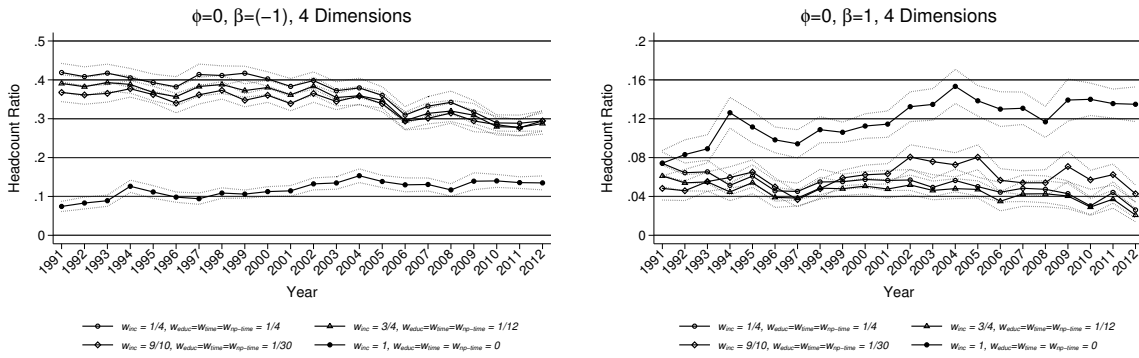 ϕ=0, β=(−1), 4 Dimensions
Headcount Ratio
.5
.4
.3
.2
.1
0
1991 1992 1993 1994 1995 1996 1997 1998 1999 2000 2001 2002 2003 2004 2005 2006 2007 2008 2009 2010 2011 2012
Year
w_inc = 1/4, w_educ=w_time=w_np−time = 1/4
w_inc = 3/4, w_educ=w_time=w_np−time = 1/12
w_inc = 9/10, w_educ=w_time=w_np−time = 1/30
w_inc = 1, w_educ=w_time = w_np−time = 0
ϕ=0, β=1, 4 Dimensions
Headcount Ratio
.2
.16
.12
.08
.04
0
1991 1992 1993 1994 1995 1996 1997 1998 1999 2000 2001 2002 2003 2004 2005 2006 2007 2008 2009 2010 2011 2012
Year
w_inc = 1/4, w_educ=w_time=w_np−time = 1/4
w_inc = 3/4, w_educ=w_time=w_np−time = 1/12
w_inc = 9/10, w_educ=w_time=w_np−time = 1/30
w_inc = 1, w_educ=w_time = w_np−time = 0